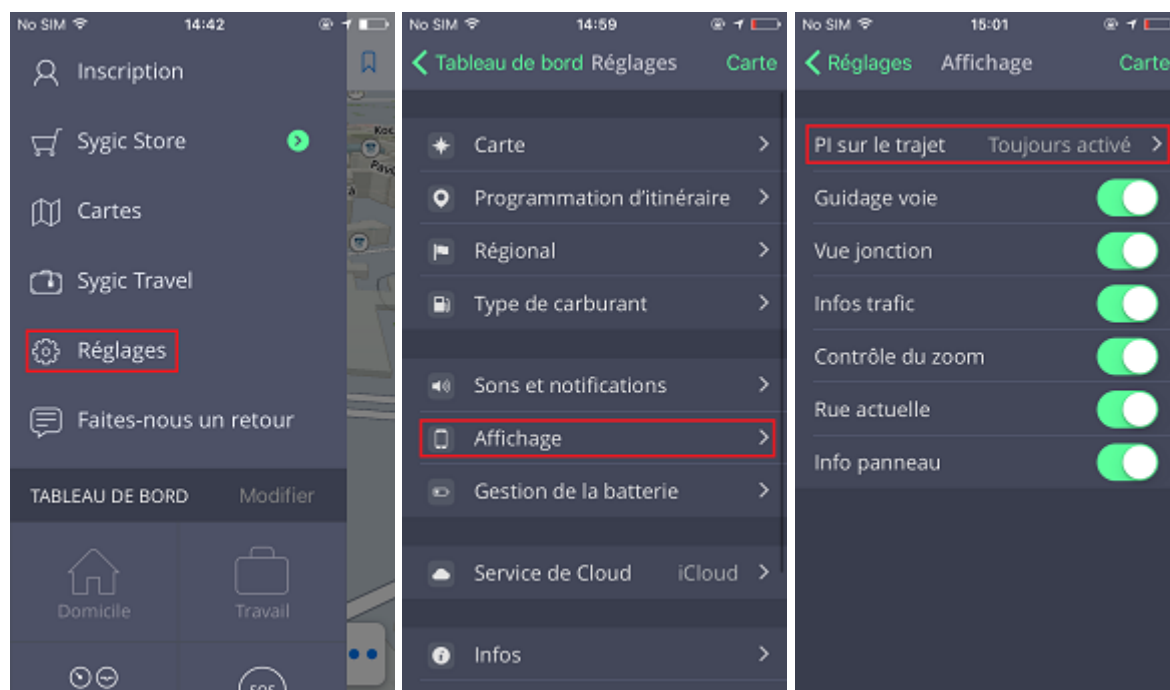 No SIM 14:42
Inscription
Sygic Store
Cartes
Sygic Travel
Réglages
Faites-nous un retour
TABLEAU DE BORD Modifier
Domicile Travail
SOS
No SIM 14:59
Tableau de bord Réglages Carte
Carte
Programmation d'itinéraire
Régional
Type de carburant
Sons et notifications
Affichage
Gestion de la batterie
Service de Cloud iCloud
Infos
No SIM 15:01
Réglages Affichage Carte
PI sur le trajet Toujours activé
Guidage voie
Vue jonction
Infos trafic
Contrôle du zoom
Rue actuelle
Info panneau